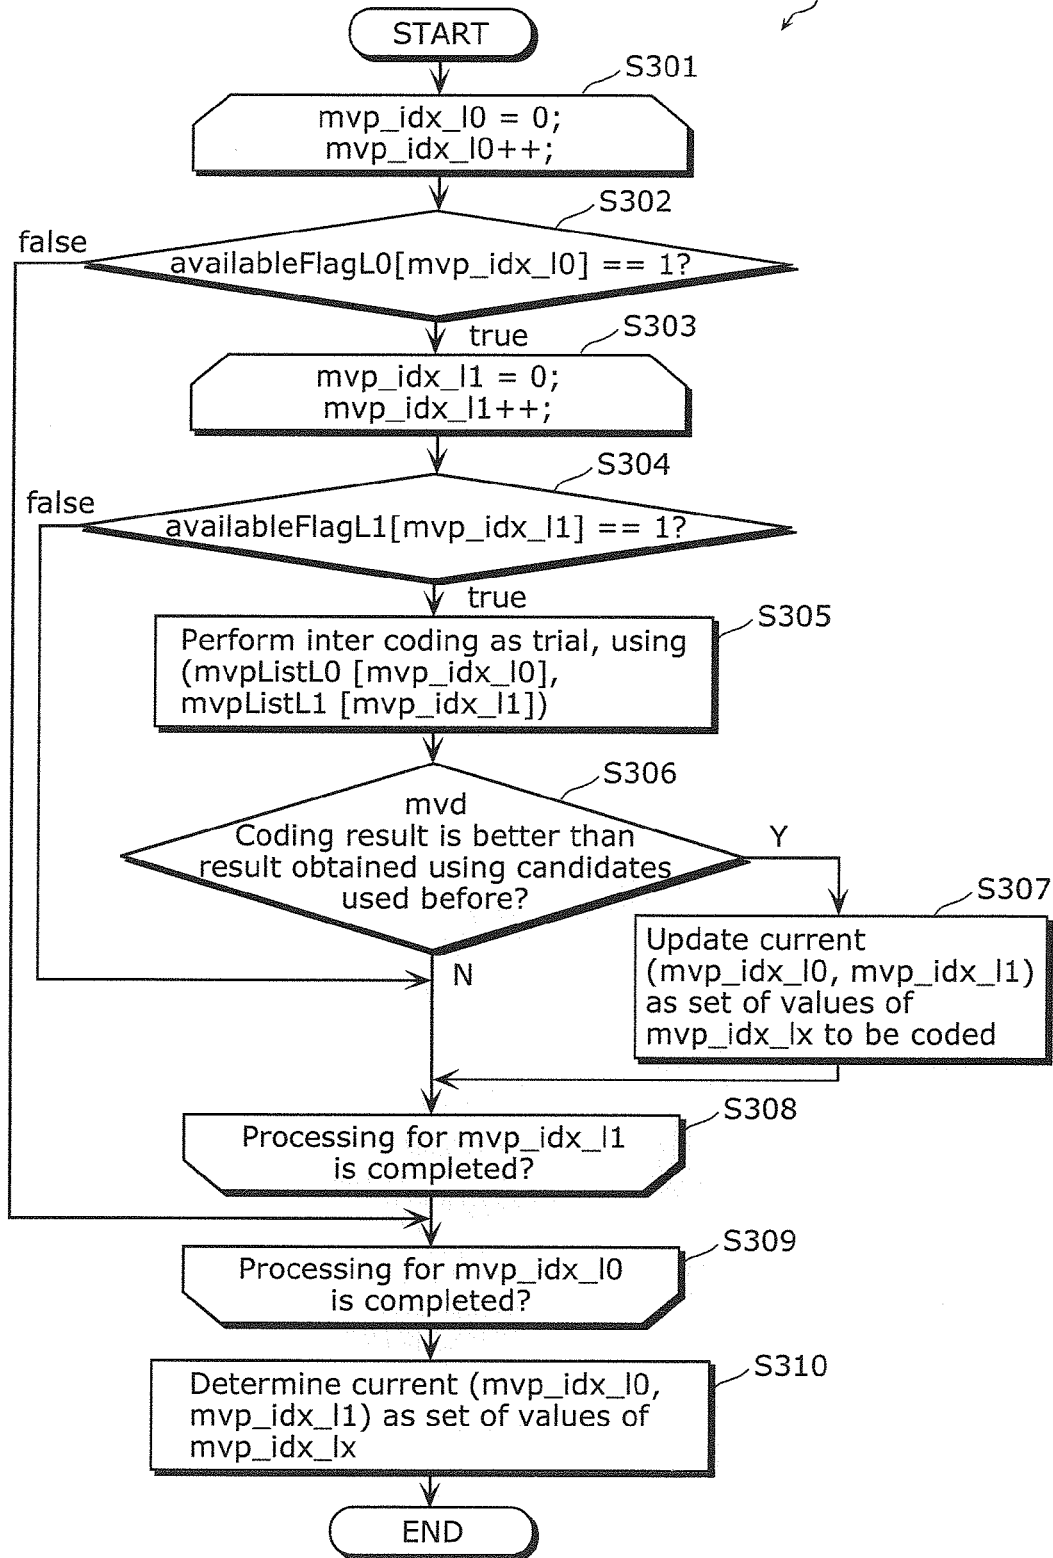 START
S301
mvp_idx_l0 = 0;
mvp_idx_l0++;
S302
false
availableFlagL0[mvp_idx_l0] == 1?
true
S303
mvp_idx_l1 = 0;
mvp_idx_l1++;
S304
false
availableFlagL1[mvp_idx_l1] == 1?
true
S305
Perform inter coding as trial, using
(mvpListL0 [mvp_idx_l0],
mvpListL1 [mvp_idx_l1])
S306
mvd
Coding result is better than
result obtained using candidates
used before?
Y
N
S307
Update current
(mvp_idx_l0, mvp_idx_l1)
as set of values of
mvp_idx_lx to be coded
S308
Processing for mvp_idx_l1
is completed?
S309
Processing for mvp_idx_l0
is completed?
S310
Determine current (mvp_idx_l0,
mvp_idx_l1) as set of values of
mvp_idx_lx
END